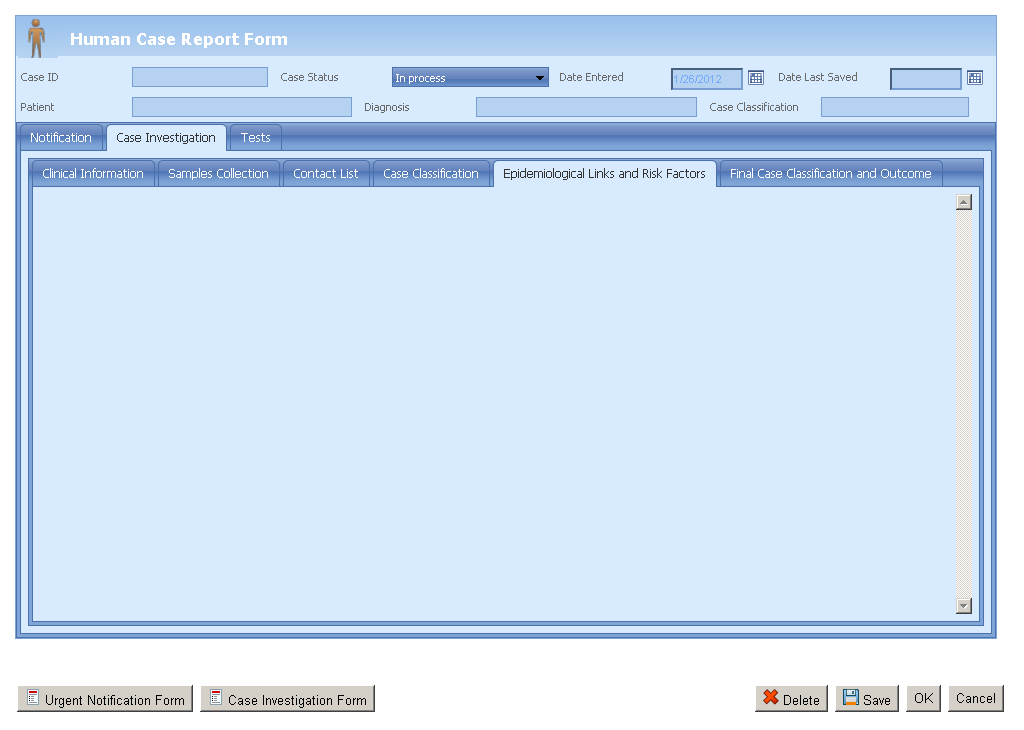 Human Case Report Form
Case ID Case Status In process Date Entered 1/26/2012 Date Last Saved
Patient Diagnosis Case Classification
Notification Case Investigation Tests
Clinical Information Samples Collection Contact List Case Classification Epidemiological Links and Risk Factors Final Case Classification and Outcome
Urgent Notification Form Case Investigation Form Delete Save OK Cancel